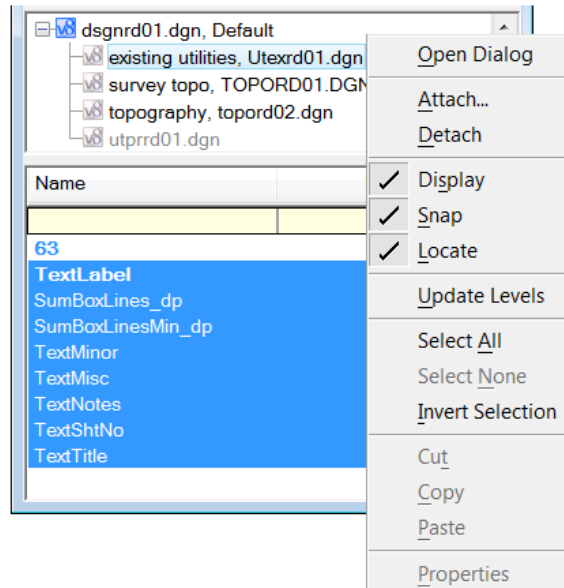 dsgnrd01.dgn, Default
existing utilities, Utexrd01.dgn
survey topo, TOPORD01.DGN
topography, topord02.dgn
utprrd01.dgn
Name
63
TextLabel
SumBoxLines_dp
SumBoxLinesMin_dp
TextMinor
TextMisc
TextNotes
TextShtNo
TextTitle
Open Dialog
Attach...
Detach
Display
Snap
Locate
Update Levels
Select All
Select None
Invert Selection
Cut
Copy
Paste
Properties